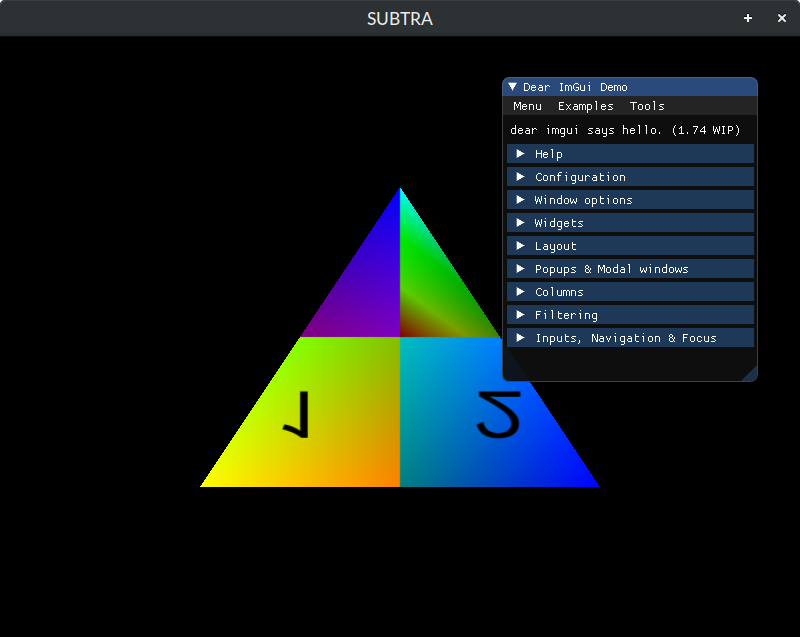 SUBTRA
Dear ImGui Demo
Menu Examples Tools
dear imgui says hello. (1.74 WIP)
Help
Configuration
Window options
Widgets
Layout
Popups & Modal windows
Columns
Filtering
Inputs, Navigation & Focus
1 2